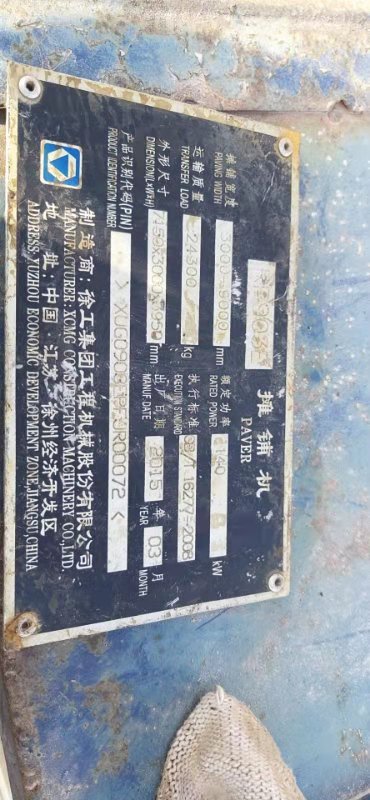 摊铺机
PAVER
摊铺宽度
PAVING WIDTH
mm
额定功率
RATED POWER
kW
运输质量
TRANSFER LOAD
24300
kg
执行标准
EXECUTION STANDARD
GB/T 16277-2008
外形尺寸
DIMENSION(LxWxH)
mm
出厂日期
MANUF.DATE
2015 年 YEAR
03 月 MONTH
产品识别代码(PIN)
PRODUCT IDENTIFICATION NUMBER
制造商:徐工集团工程机械股份有限公司
MANUFACTURER: XCMG CONSTRUCTION MACHINERY CO.,LTD.
地 址:中国 江苏 徐州经济开发区
ADDRESS: XUZHOU ECONOMIC DEVELOPMENT ZONE,JIANGSU,CHINA